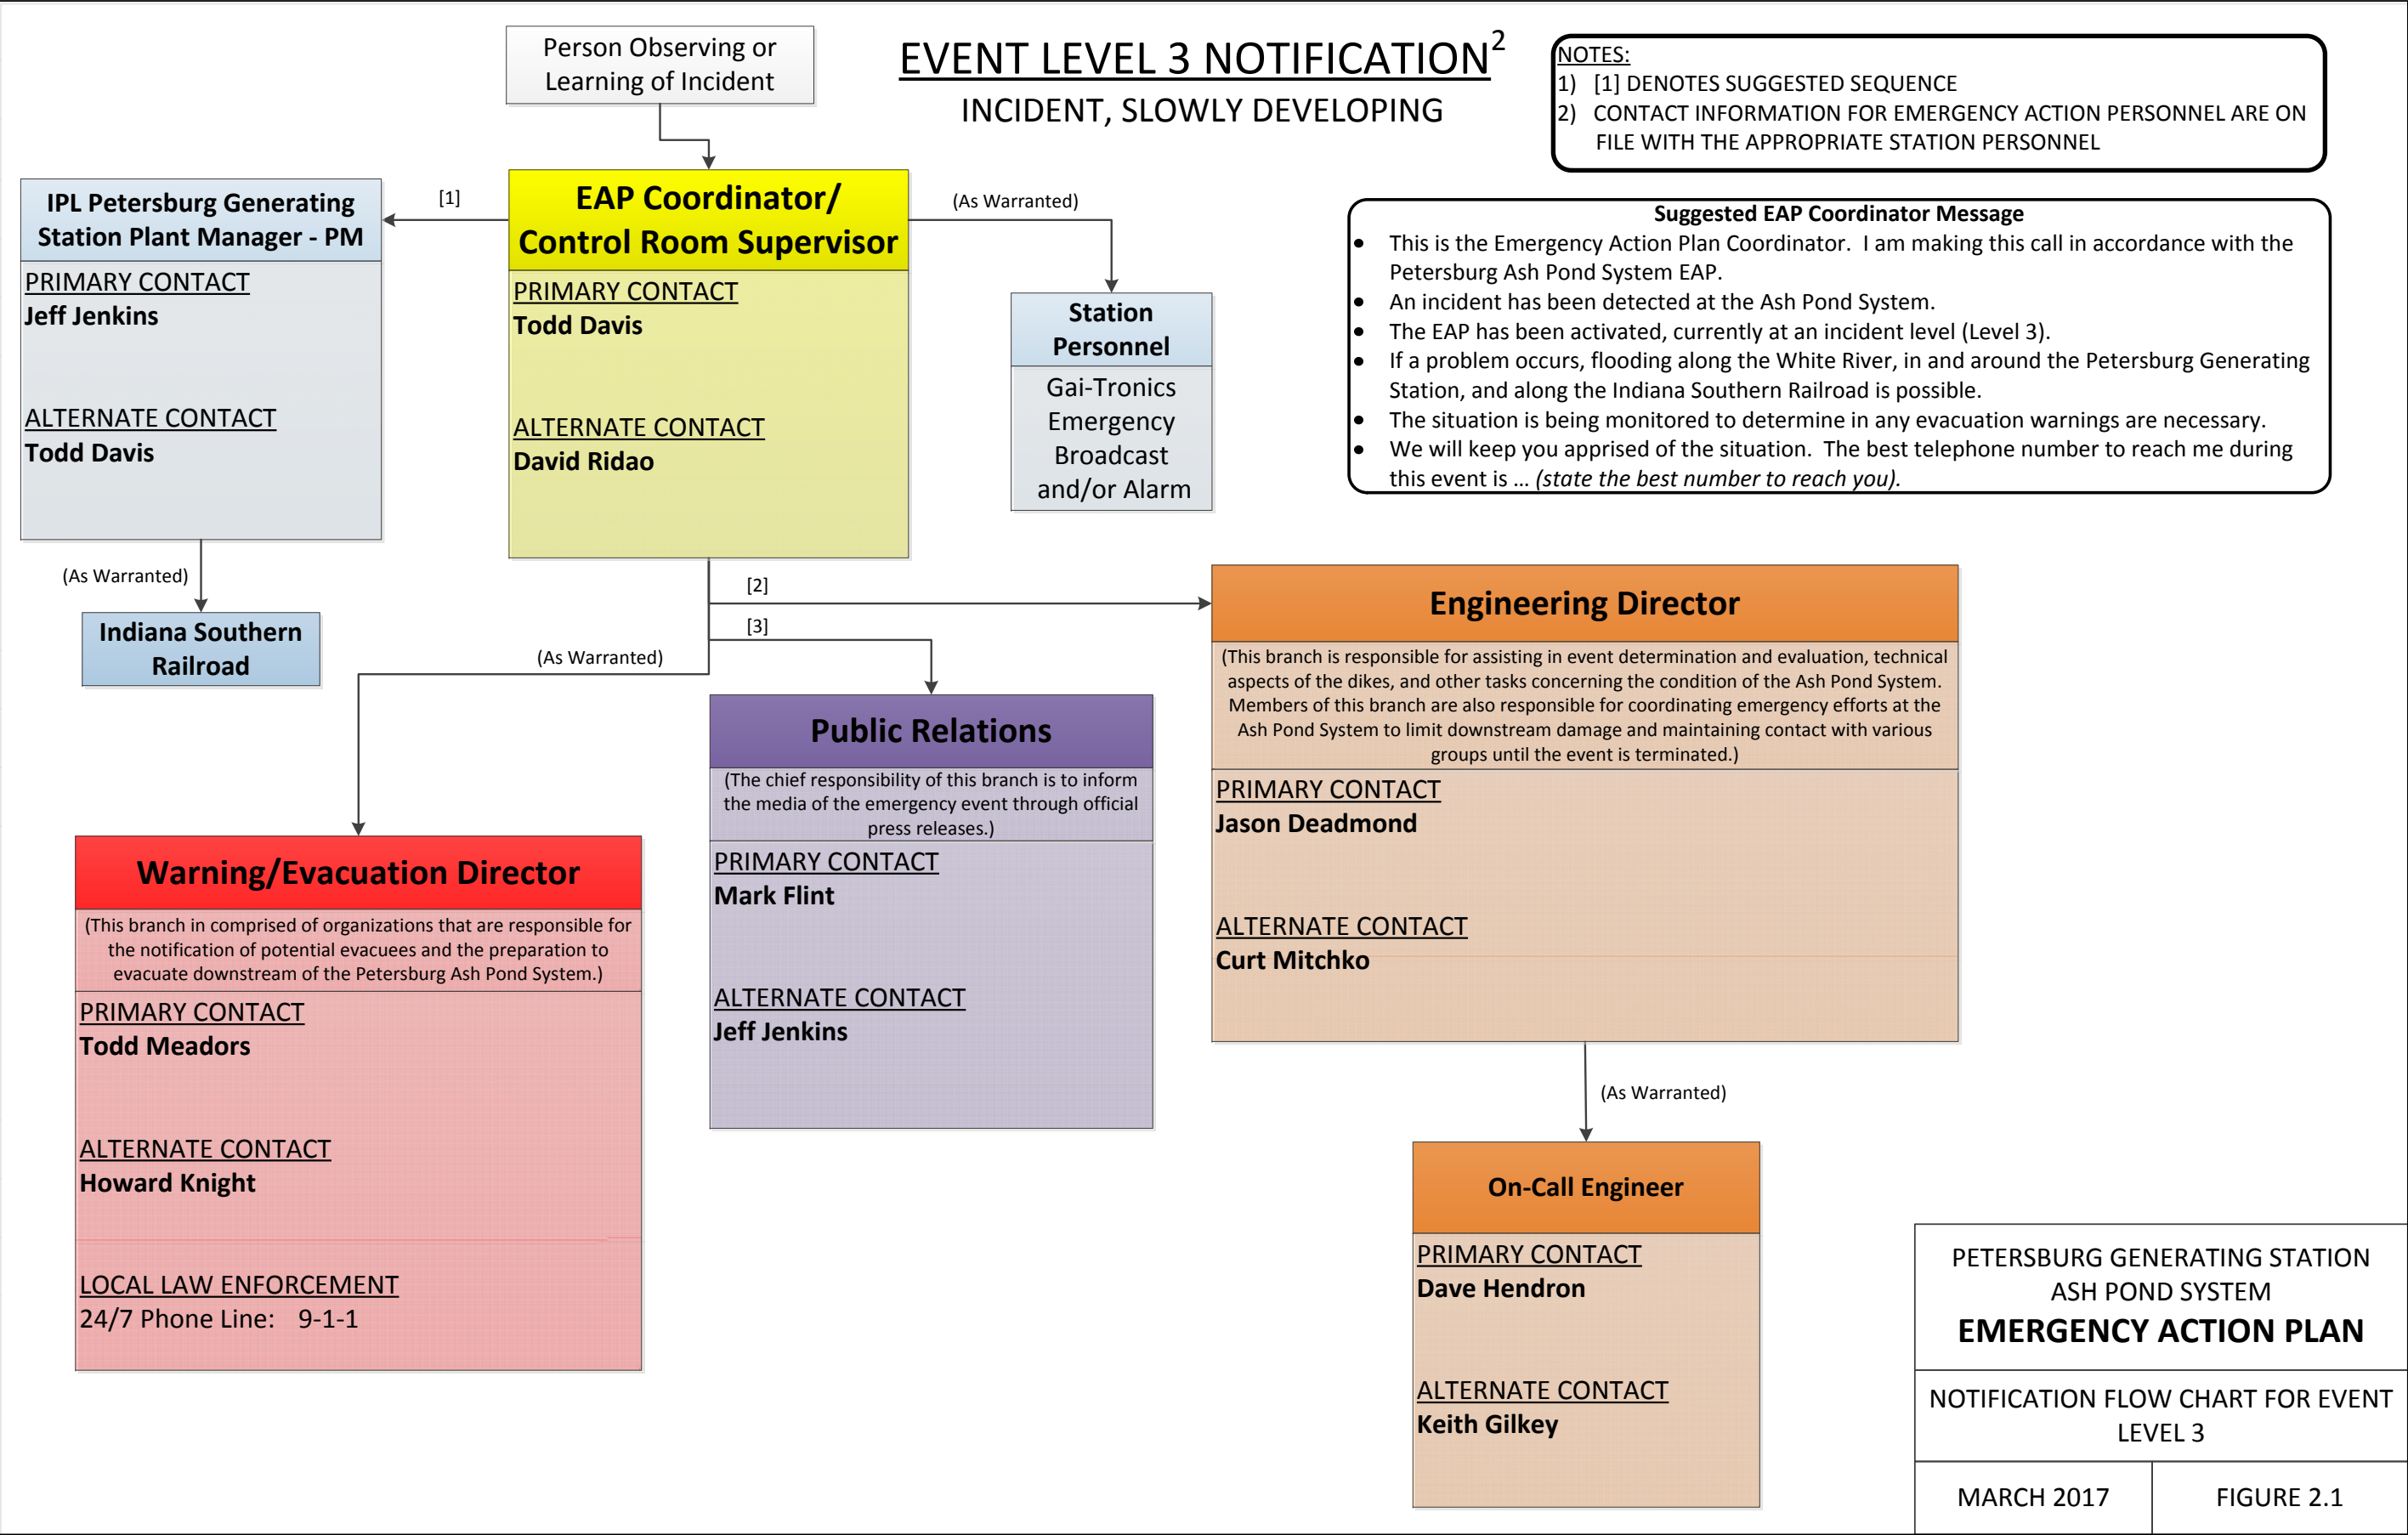 Person Observing or
Learning of Incident
EVENT LEVEL 3 NOTIFICATION2
INCIDENT, SLOWLY DEVELOPING
NOTES:
1) [1] DENOTES SUGGESTED SEQUENCE
2) CONTACT INFORMATION FOR EMERGENCY ACTION PERSONNEL ARE ON
FILE WITH THE APPROPRIATE STATION PERSONNEL
IPL Petersburg Generating
Station Plant Manager - PM
PRIMARY CONTACT
Jeff Jenkins
ALTERNATE CONTACT
Todd Davis
[1]
EAP Coordinator/
Control Room Supervisor
PRIMARY CONTACT
Todd Davis
ALTERNATE CONTACT
David Ridao
(As Warranted)
Station
Personnel
Gai-Tronics
Emergency
Broadcast
and/or Alarm
Suggested EAP Coordinator Message
• This is the Emergency Action Plan Coordinator. I am making this call in accordance with the
Petersburg Ash Pond System EAP.
• An incident has been detected at the Ash Pond System.
• The EAP has been activated, currently at an incident level (Level 3).
• If a problem occurs, flooding along the White River, in and around the Petersburg Generating
Station, and along the Indiana Southern Railroad is possible.
• The situation is being monitored to determine in any evacuation warnings are necessary.
• We will keep you apprised of the situation. The best telephone number to reach me during
this event is ... (state the best number to reach you).
(As Warranted)
Indiana Southern
Railroad
[2]
[3]
(As Warranted)
Engineering Director
(This branch is responsible for assisting in event determination and evaluation, technical
aspects of the dikes, and other tasks concerning the condition of the Ash Pond System.
Members of this branch are also responsible for coordinating emergency efforts at the
Ash Pond System to limit downstream damage and maintaining contact with various
groups until the event is terminated.)
PRIMARY CONTACT
Jason Deadmond
ALTERNATE CONTACT
Curt Mitchko
Public Relations
(The chief responsibility of this branch is to inform
the media of the emergency event through official
press releases.)
PRIMARY CONTACT
Mark Flint
ALTERNATE CONTACT
Jeff Jenkins
Warning/Evacuation Director
(This branch in comprised of organizations that are responsible for
the notification of potential evacuees and the preparation to
evacuate downstream of the Petersburg Ash Pond System.)
PRIMARY CONTACT
Todd Meadors
ALTERNATE CONTACT
Howard Knight
LOCAL LAW ENFORCEMENT
24/7 Phone Line: 9-1-1
(As Warranted)
On-Call Engineer
PRIMARY CONTACT
Dave Hendron
ALTERNATE CONTACT
Keith Gilkey
PETERSBURG GENERATING STATION
ASH POND SYSTEM
EMERGENCY ACTION PLAN
NOTIFICATION FLOW CHART FOR EVENT
LEVEL 3
MARCH 2017
FIGURE 2.1